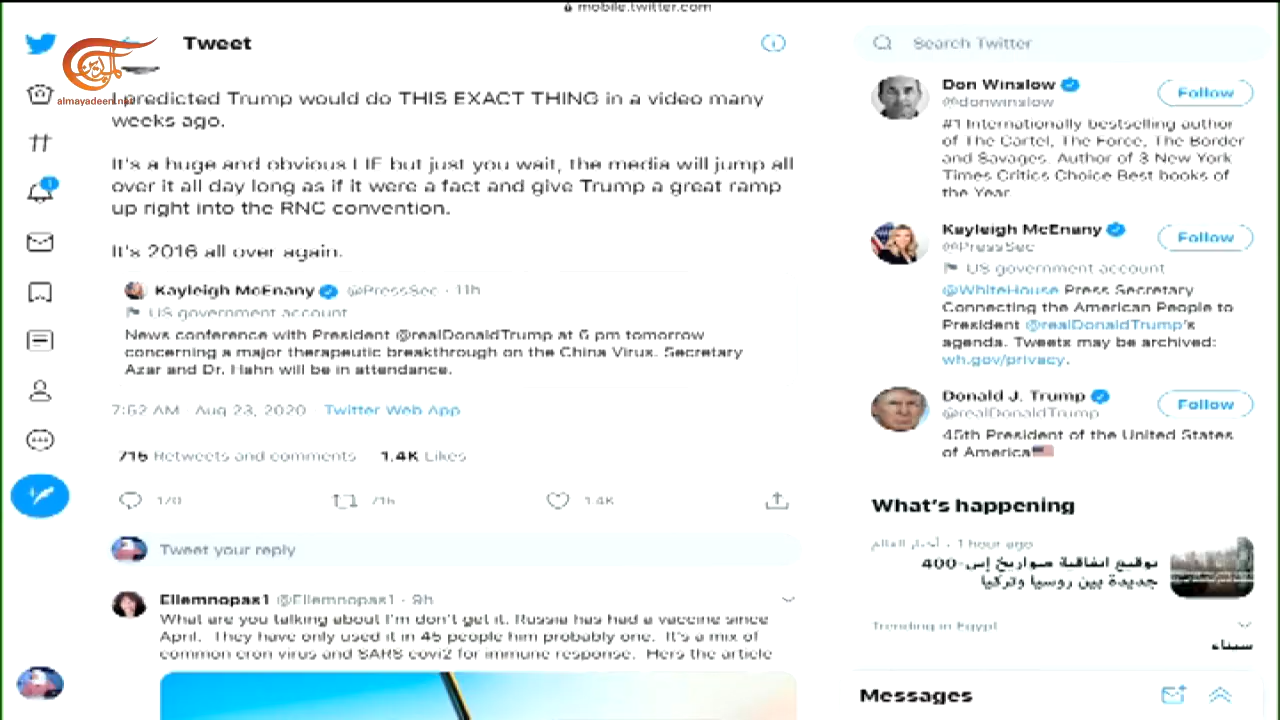 mobile.twitter.com
Tweet
almayadeen.net
I predicted Trump would do THIS EXACT THING in a video many
weeks ago.
It's a huge and obvious LIE but just you wait, the media will jump all
over it all day long as if it were a fact and give Trump a great ramp
up right into the RNC convention.
It's 2016 all over again.
Kayleigh McEnany @PressSec · 11h
US government account
News conference with President @realDonaldTrump at 6 pm tomorrow
concerning a major therapeutic breakthrough on the China Virus. Secretary
Azar and Dr. Hahn will be in attendance.
7:52 AM Aug 23, 2020 Twitter Web App
715 Retweets and comments 1.4K Likes
170 716 1.4K
Tweet your reply
Ellemnopas1 @Ellemnopas1 · 9h
What are you talking about I'm don't get it. Russia has had a vaccine since
April. They have only used it in 45 people him probably one. It's a mix of
common cron virus and SARS covi2 for immune response. Hers the article
Search Twitter
Don Winslow
@donwinslow
Follow
#1 Internationally bestselling author
of The Cartel, The Force, The Border
and Savages. Author of 3 New York
Times Critics Choice Best books of
the Year.
Kayleigh McEnany
@PressSec
Follow
US government account
@WhiteHouse Press Secretary
Connecting the American People to
President @realDonaldTrump's
agenda. Tweets may be archived:
wh.gov/privacy.
Donald J. Trump
@realDonaldTrump
Follow
45th President of the United States
of America🇺🇸
What's happening
أخبار العالم · 1 hour ago
توقيع اتفاقية صواريخ إس-400
جديدة بين روسيا وتركيا
Trending in Egypt
سيناء
Messages